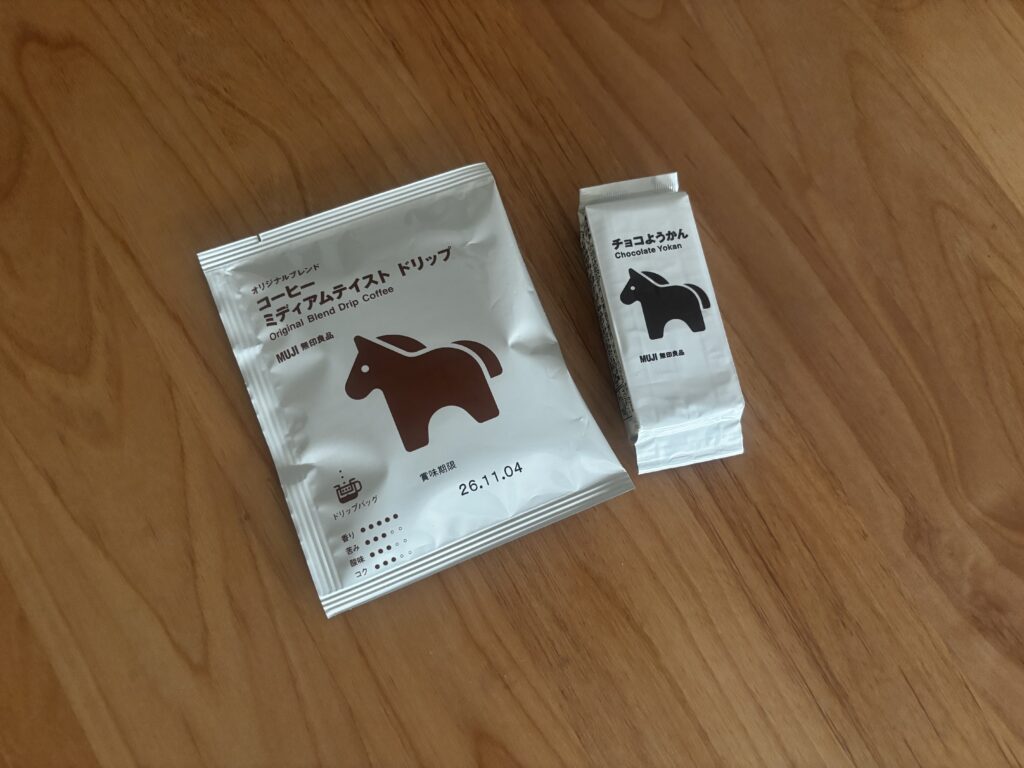 オリジナルブレンド
コーヒー
ミディアムテイスト ドリップ
Original Blend Drip Coffee
MUJI 無印良品
賞味期限
26.11.04
ドリップバッグ
香り ●●●●●
苦み ●●●○○
酸味 ●●●○○
コク ●●●○○
チョコようかん
Chocolate Yokan
MUJI 無印良品